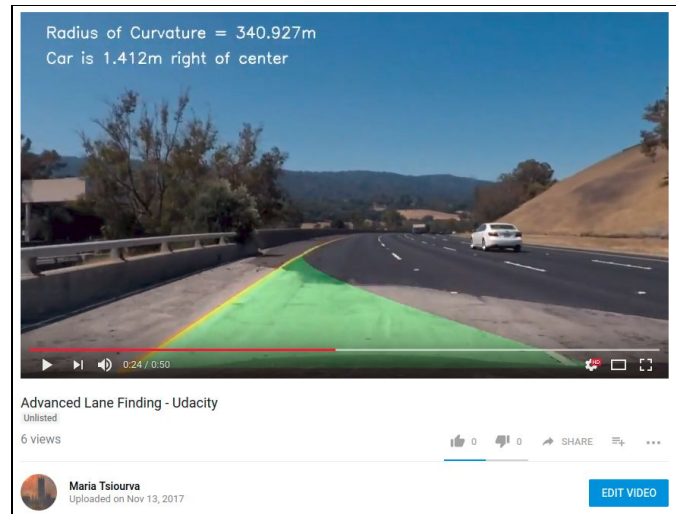 Radius of Curvature = 340.927m
Car is 1.412m right of center
0:24 / 0:50
HD
Advanced Lane Finding - Udacity
Unlisted
6 views
0
0
SHARE
Maria Tsiourva
Uploaded on Nov 13, 2017
EDIT VIDEO